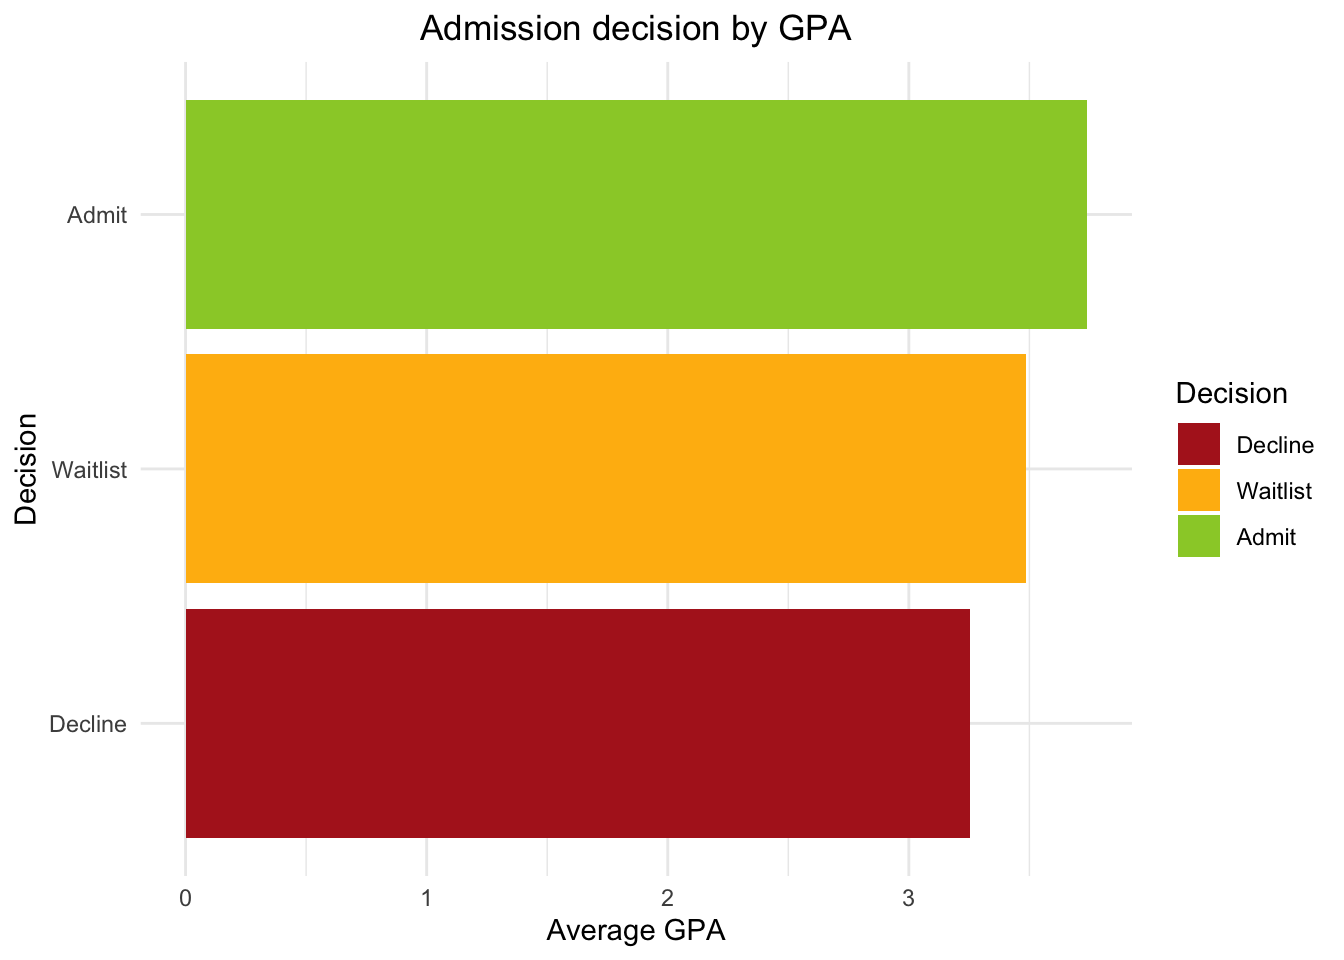 Admission decision by GPA
Decision
Admit
Waitlist
Decline
0 1 2 3
Average GPA
Decision
Decline
Waitlist
Admit